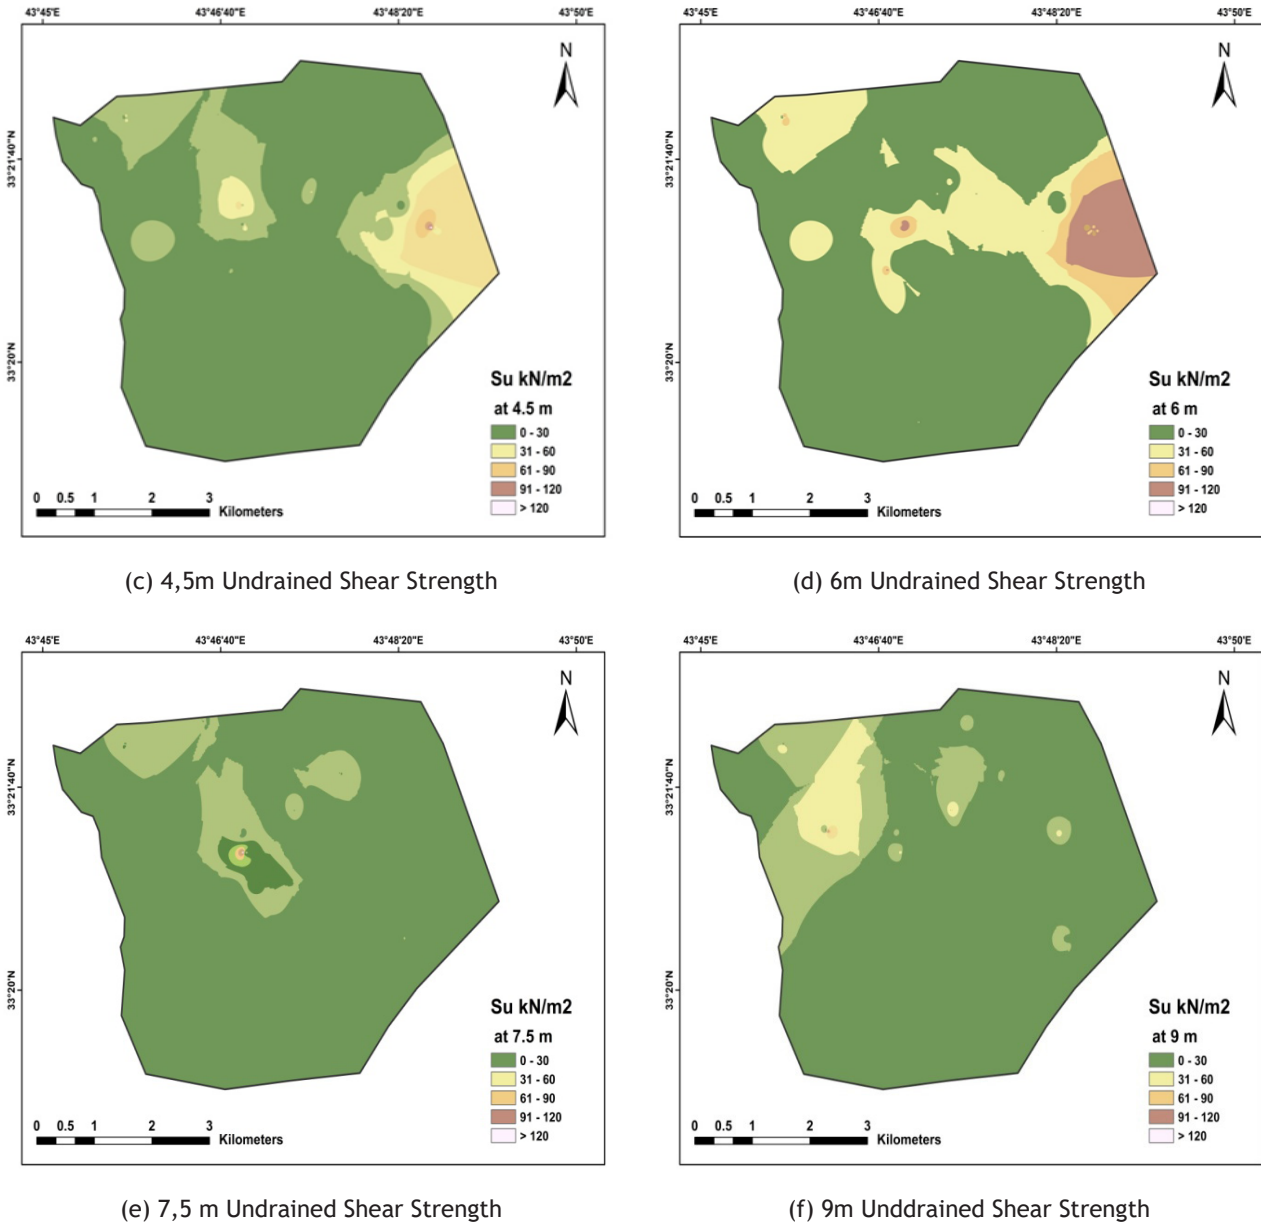 43°45'E 43°46'40"E 43°48'20"E 43°50'E
43°45'E 43°46'40"E 43°48'20"E 43°50'E
N
N
33°21'40"N
33°21'40"N
33°20'N
33°20'N
Su kN/m2
at 4.5 m
0 - 30
31 - 60
61 - 90
91 - 120
> 120
0 0.5 1 2 3
Kilometers
Su kN/m2
at 6 m
0 - 30
31 - 60
61 - 90
91 - 120
> 120
0 0.5 1 2 3
Kilometers
(c) 4,5m Undrained Shear Strength
(d) 6m Undrained Shear Strength
43°45'E 43°46'40"E 43°48'20"E 43°50'E
43°45'E 43°46'40"E 43°48'20"E 43°50'E
N
N
33°21'40"N
33°21'40"N
33°20'N
33°20'N
Su kN/m2
at 7.5 m
0 - 30
31 - 60
61 - 90
91 - 120
> 120
0 0.5 1 2 3
Kilometers
Su kN/m2
at 9 m
0 - 30
31 - 60
61 - 90
91 - 120
> 120
0 0.5 1 2 3
Kilometers
(e) 7,5 m Undrained Shear Strength
(f) 9m Unddrained Shear Strength